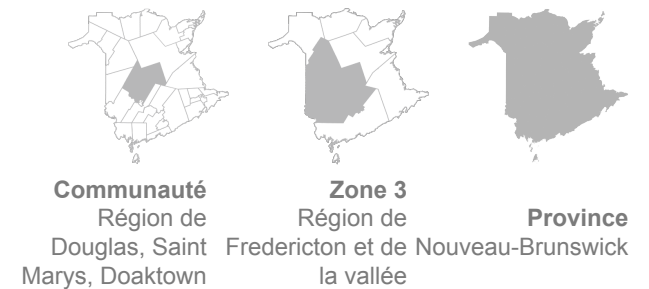 Communauté
Région de
Douglas, Saint
Marys, Doaktown
Zone 3
Région de
Fredericton et de
la vallée
Province
Nouveau-Brunswick